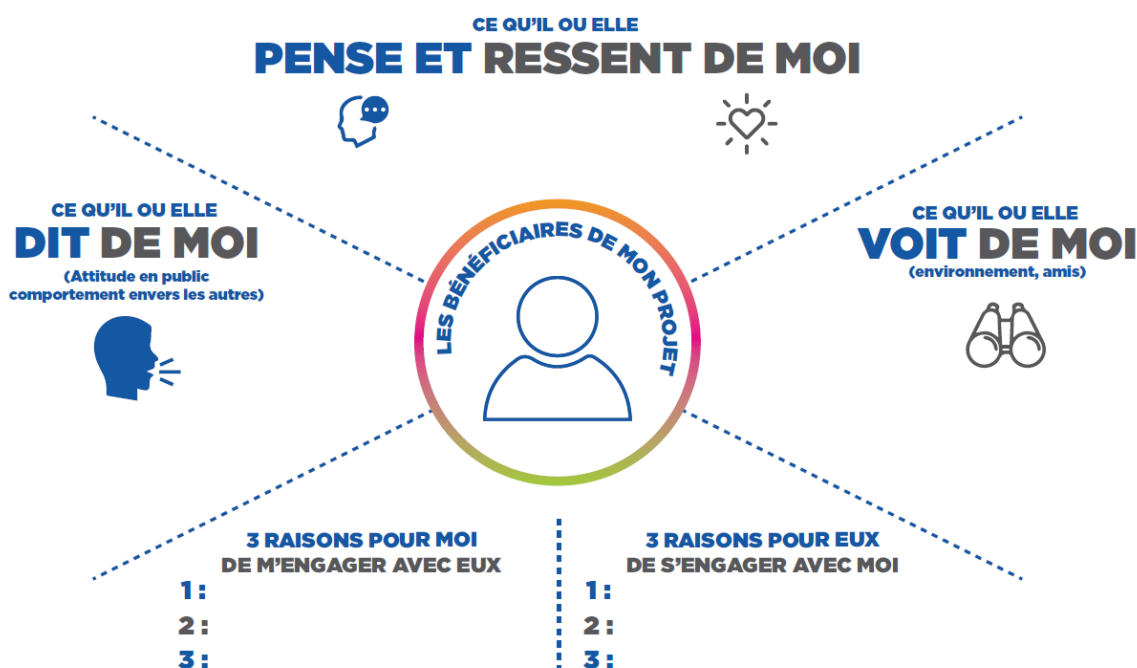 CE QU'IL OU ELLE
PENSE ET RESSENT DE MOI
CE QU'IL OU ELLE
DIT DE MOI
(Attitude en public
comportement envers les autres)
CE QU'IL OU ELLE
VOIT DE MOI
(environnement, amis)
LES BÉNÉFICIAIRES DE MON PROJET
3 RAISONS POUR MOI
DE M'ENGAGER AVEC EUX
1 :
2 :
3 :
3 RAISONS POUR EUX
DE S'ENGAGER AVEC MOI
1 :
2 :
3 :